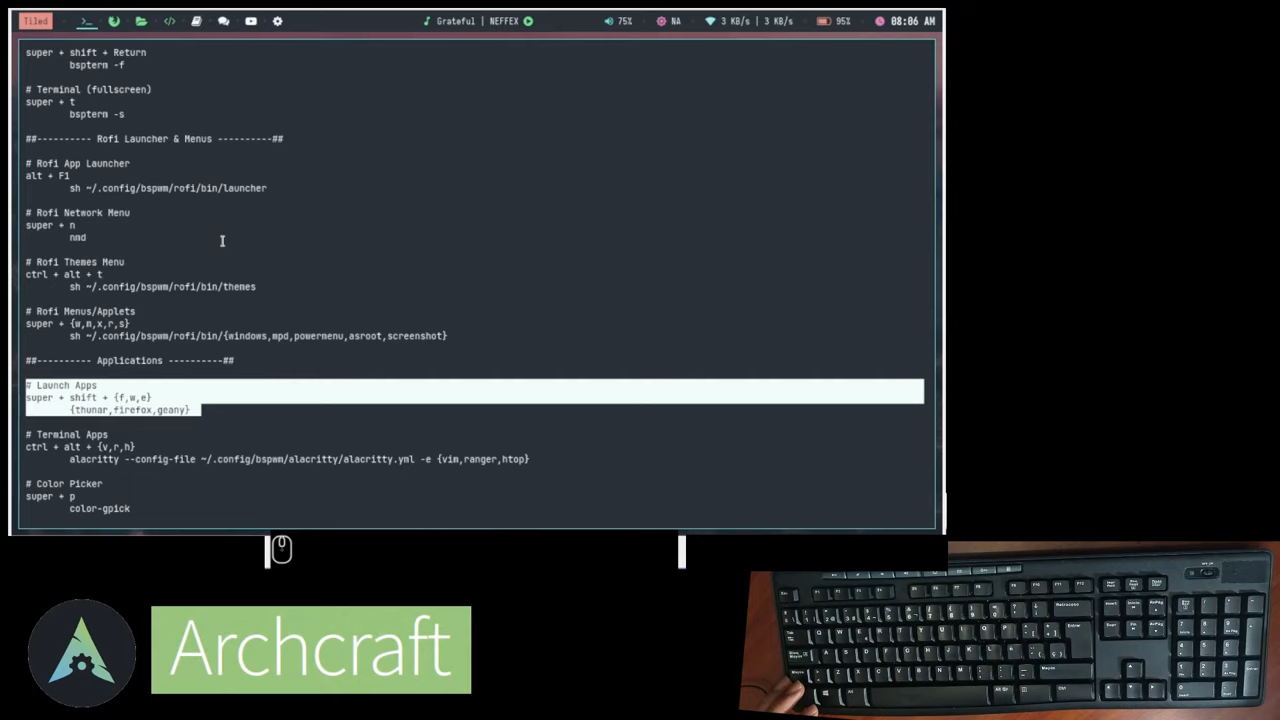 Tiled
Grateful | NEFFEX
75%
NA
3 KB/s | 3 KB/s
95%
08:06 AM
super + shift + Return
bspterm -f
# Terminal (fullscreen)
super + t
bspterm -s
##---------- Rofi Launcher & Menus ----------##
# Rofi App Launcher
alt + F1
sh ~/.config/bspwm/rofi/bin/launcher
# Rofi Network Menu
super + n
nmd
# Rofi Themes Menu
ctrl + alt + t
sh ~/.config/bspwm/rofi/bin/themes
# Rofi Menus/Applets
super + {w,m,x,r,s}
sh ~/.config/bspwm/rofi/bin/{windows,mpd,powermenu,asroot,screenshot}
##---------- Applications ----------##
# Launch Apps
super + shift + {f,w,e}
{thunar,firefox,geany}
# Terminal Apps
ctrl + alt + {v,r,h}
alacritty --config-file ~/.config/bspwm/alacritty/alacritty.yml -e {vim,ranger,htop}
# Color Picker
super + p
color-gpick
Archcraft